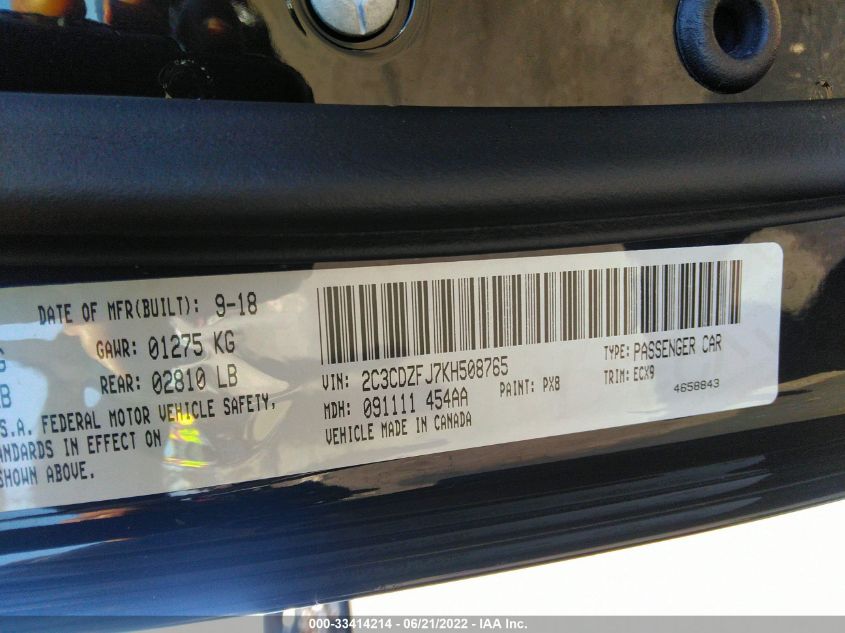 DATE OF MFR(BUILT): 9-18
GAWR: 01275 KG
REAR: 02810 LB
S.A. FEDERAL MOTOR VEHICLE SAFETY,
IN EFFECT ON
SHOWN ABOVE.
VIN: 2C3CDZFJ7KH508765
TYPE: PASSENGER CAR
MDH: 091111 454AA
PAINT: PX8
TRIM: ECX9
VEHICLE MADE IN CANADA
4658843
000-33414214 - 06/21/2022 - IAA Inc.